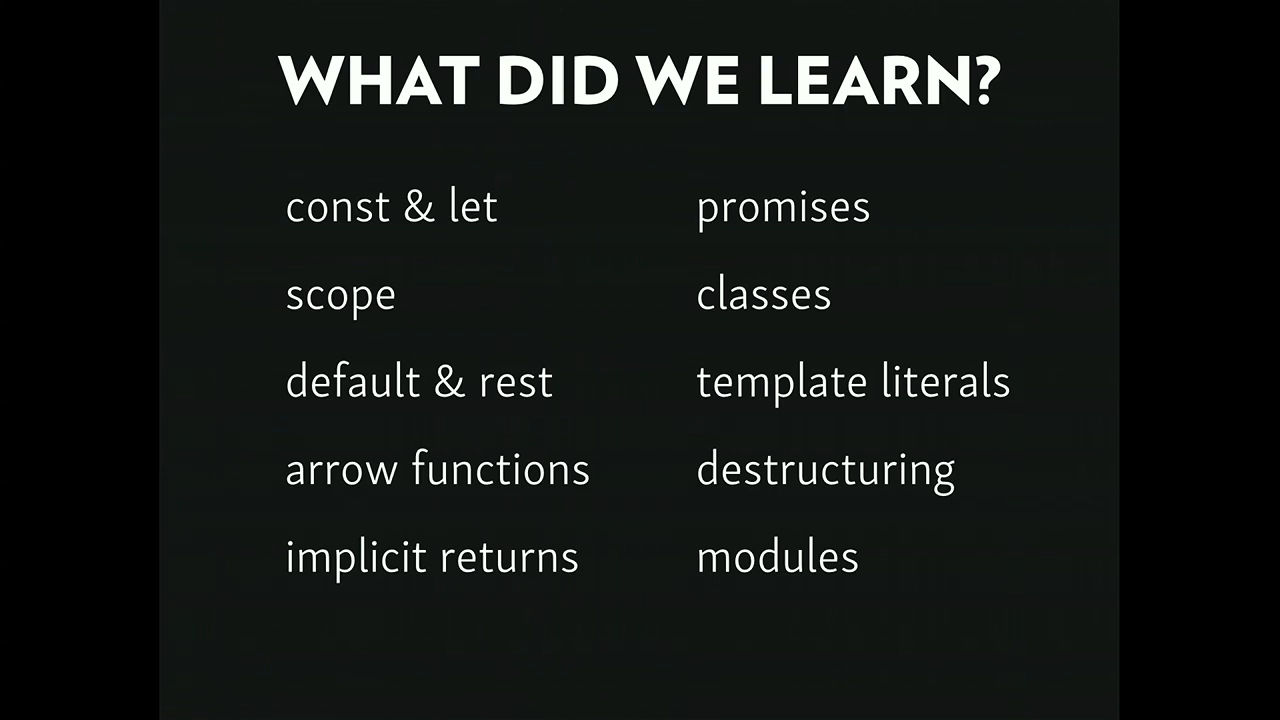 WHAT DID WE LEARN?
const & let
scope
default & rest
arrow functions
implicit returns
promises
classes
template literals
destructuring
modules